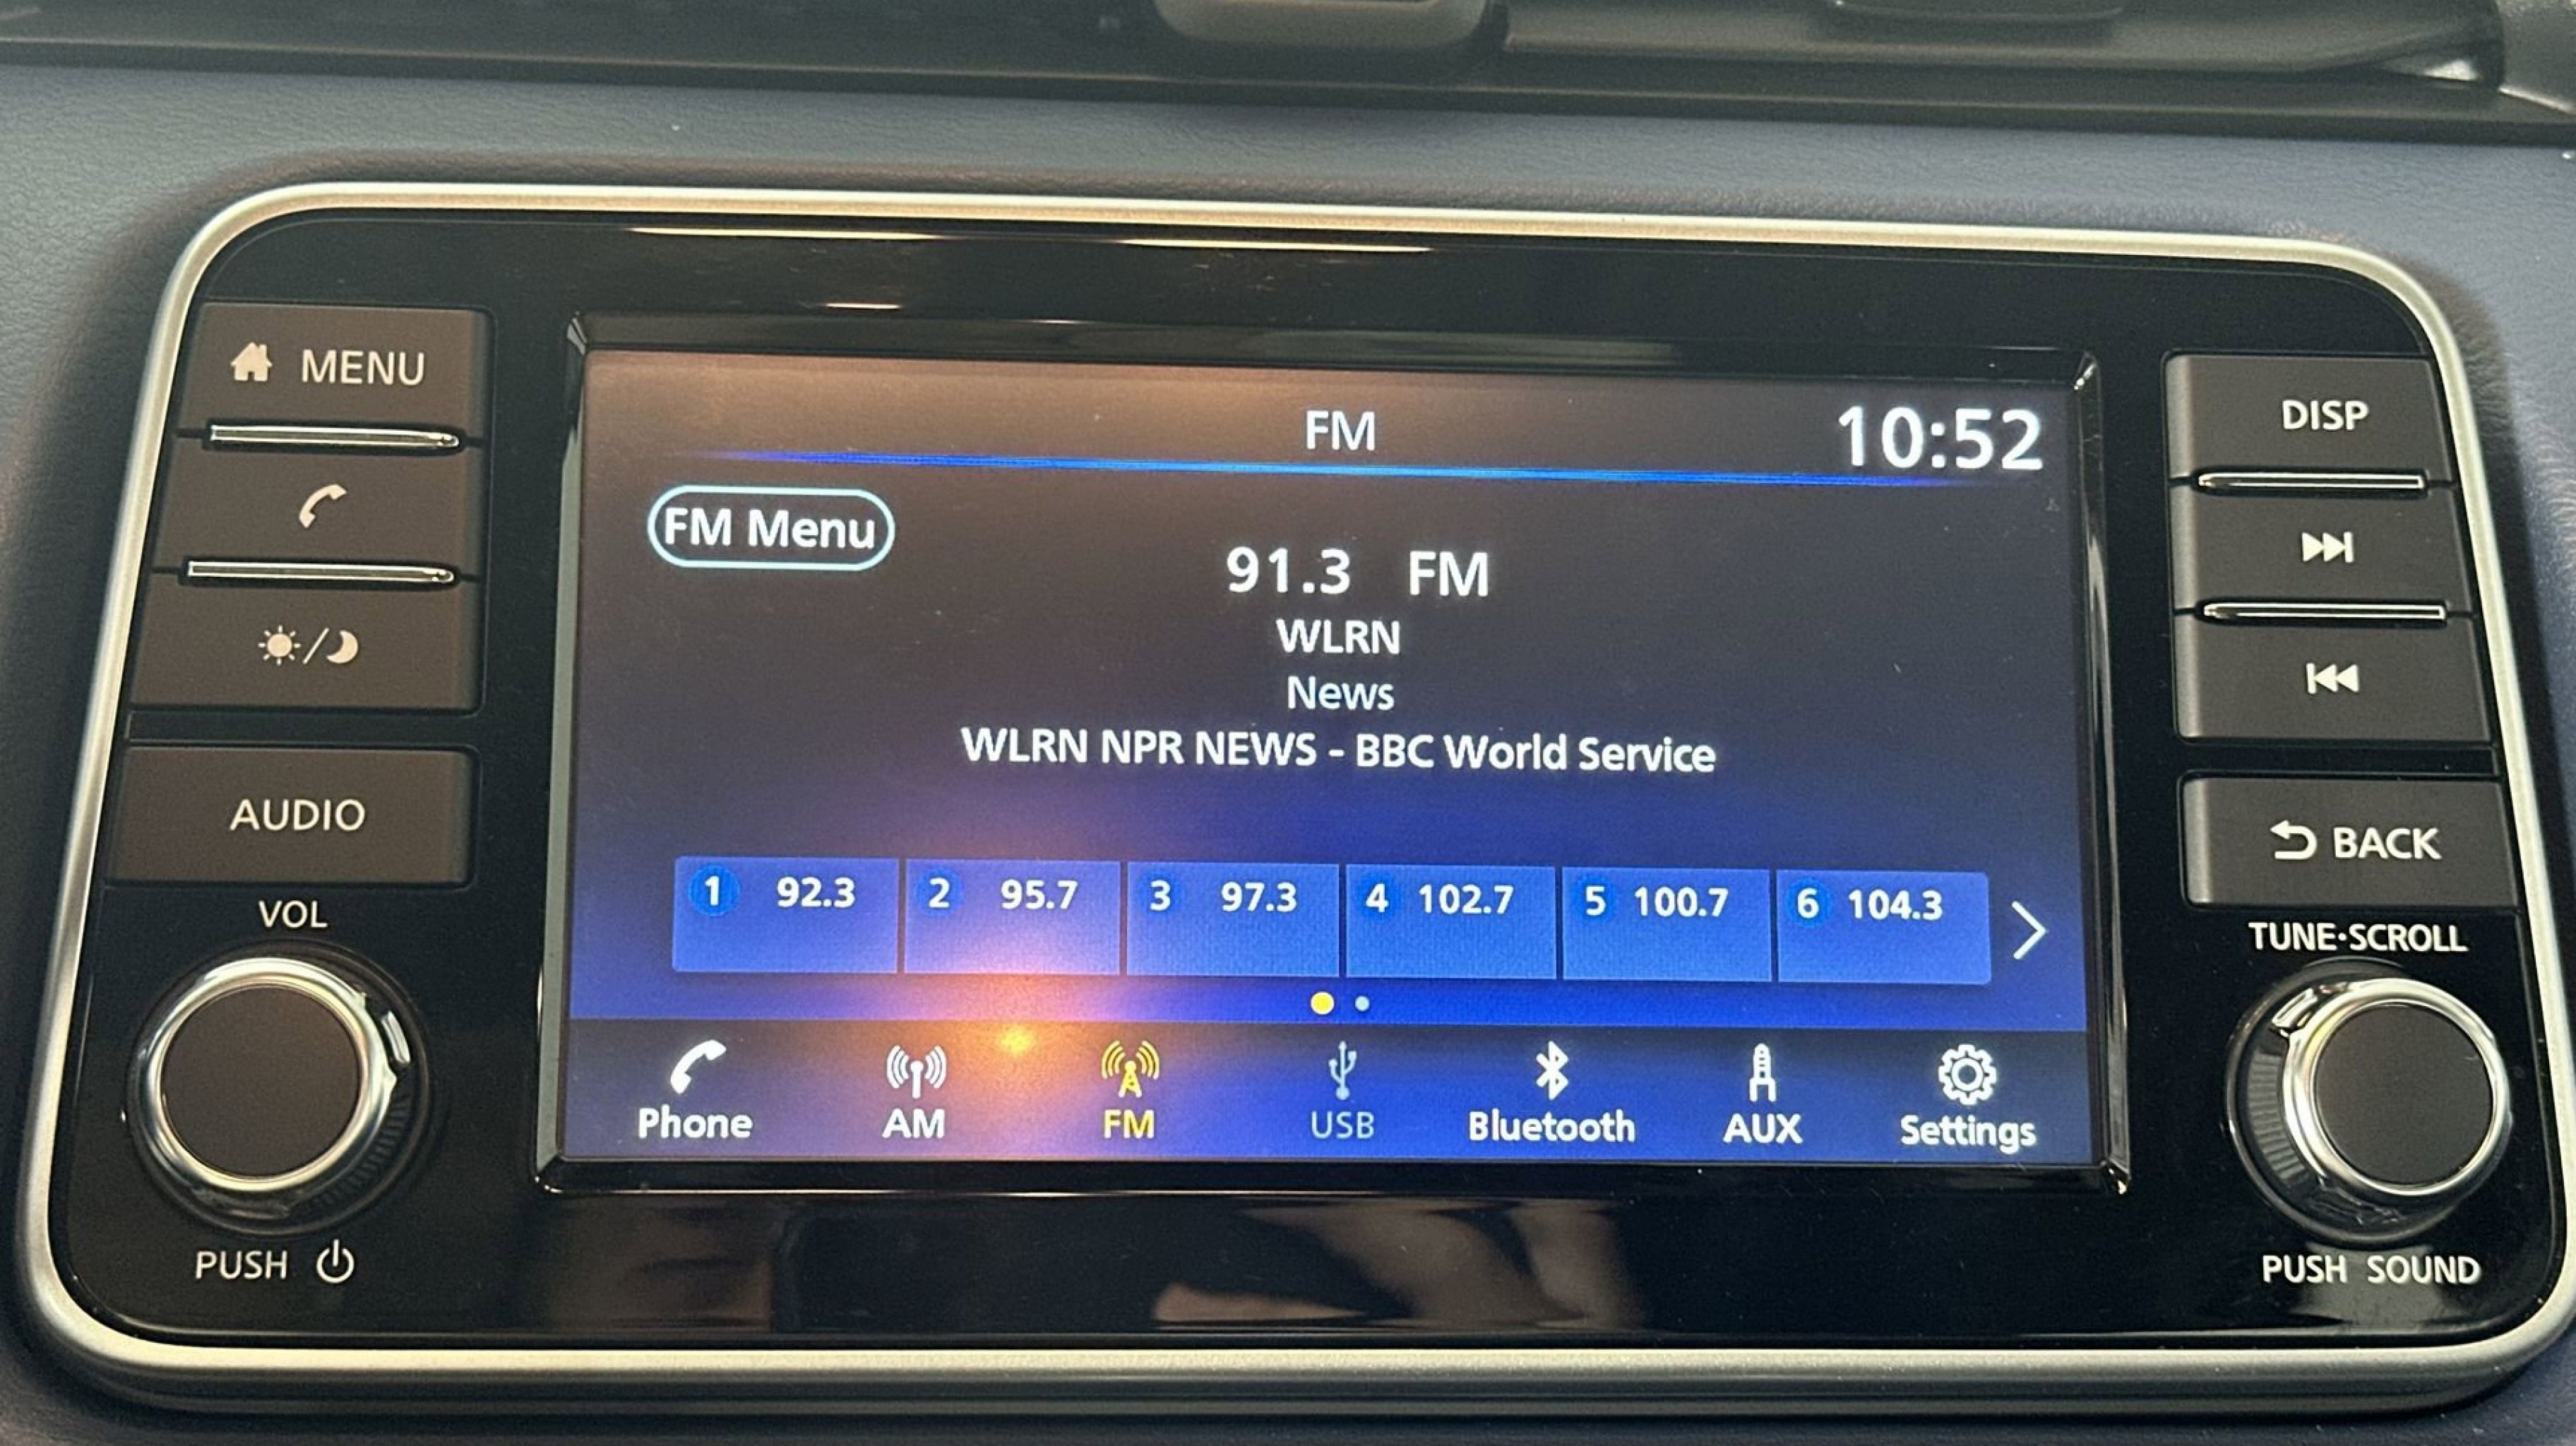 MENU
AUDIO
VOL
PUSH
FM
10:52
FM Menu
91.3 FM
WLRN
News
WLRN NPR NEWS - BBC World Service
1 92.3
2 95.7
3 97.3
4 102.7
5 100.7
6 104.3
Phone
AM
FM
USB
Bluetooth
AUX
Settings
DISP
BACK
TUNE·SCROLL
PUSH SOUND